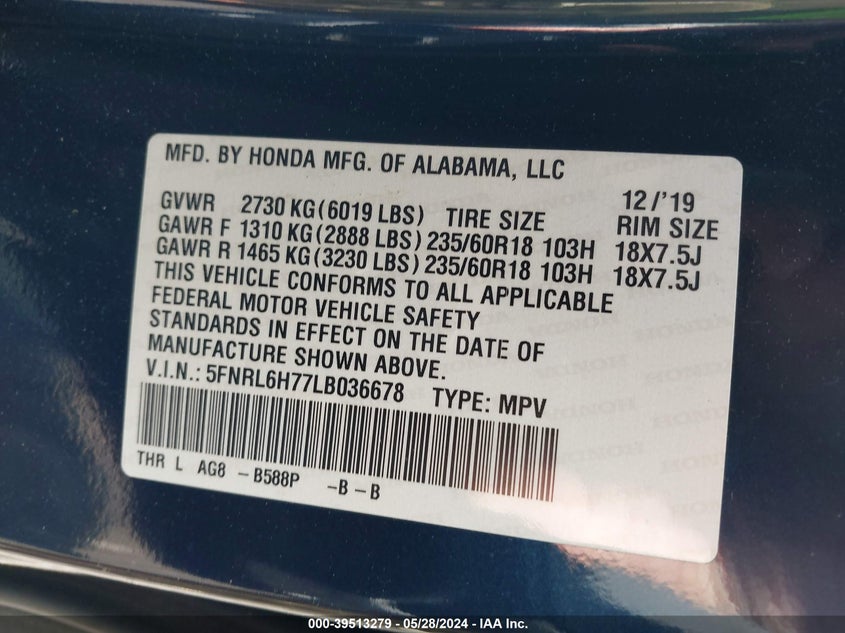 MFD. BY HONDA MFG. OF ALABAMA, LLC
12/'19
GVWR 2730 KG(6019 LBS) TIRE SIZE RIM SIZE
GAWR F 1310 KG(2888 LBS) 235/60R18 103H 18X7.5J
GAWR R 1465 KG(3230 LBS) 235/60R18 103H 18X7.5J
THIS VEHICLE CONFORMS TO ALL APPLICABLE
FEDERAL MOTOR VEHICLE SAFETY
STANDARDS IN EFFECT ON THE DATE OF
MANUFACTURE SHOWN ABOVE.
V.I.N.: 5FNRL6H77LB036678 TYPE: MPV
THR L AG8 -B588P -B-B
000-39513279 - 05/28/2024 - IAA Inc.